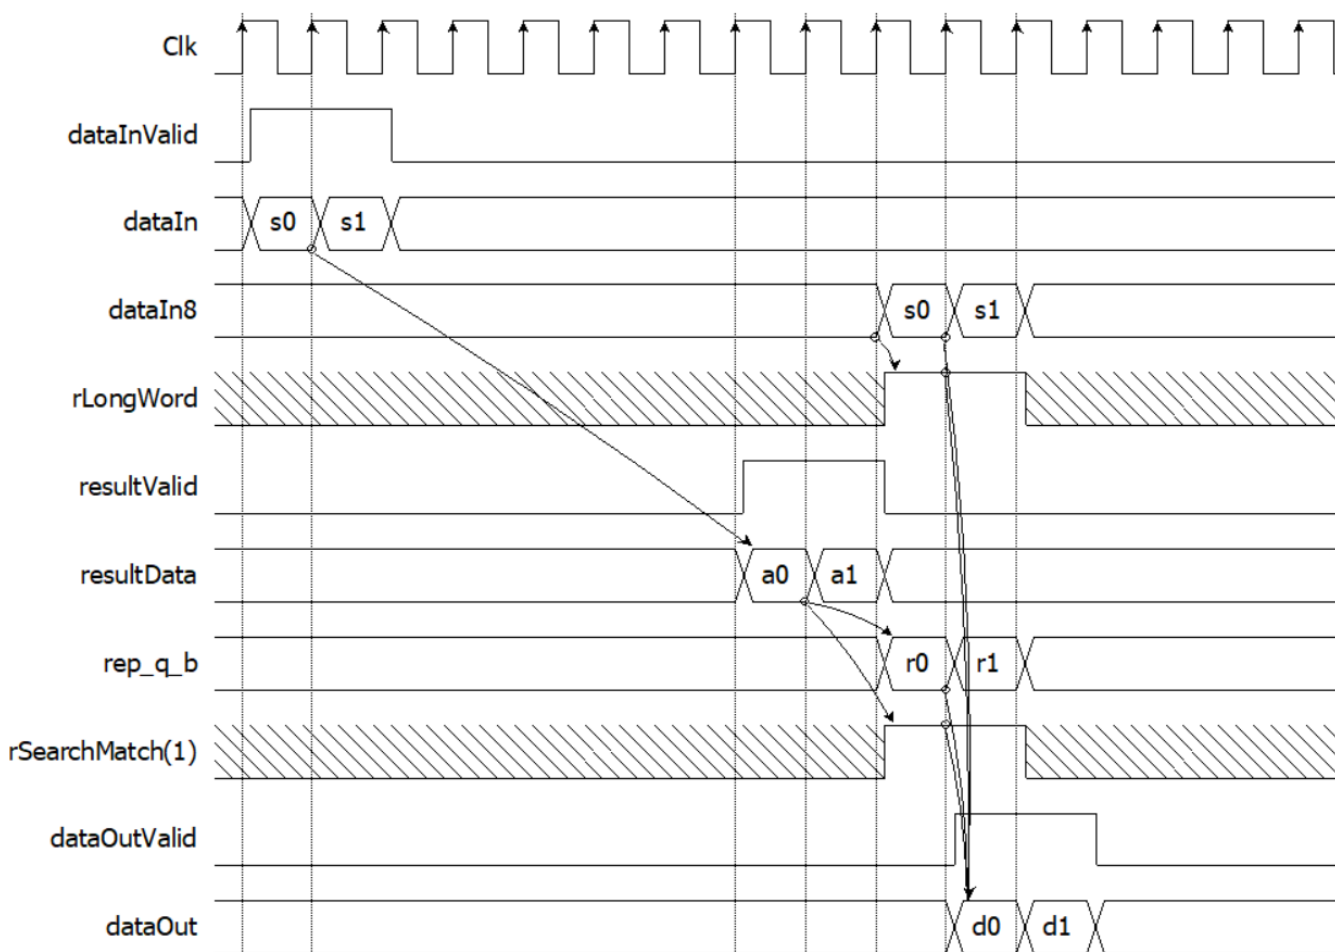 Clk
dataInValid
dataIn
s0 s1
dataIn8
s0 s1
rLongWord
resultValid
resultData
a0 a1
rep_q_b
r0 r1
rSearchMatch(1)
dataOutValid
dataOut
d0 d1